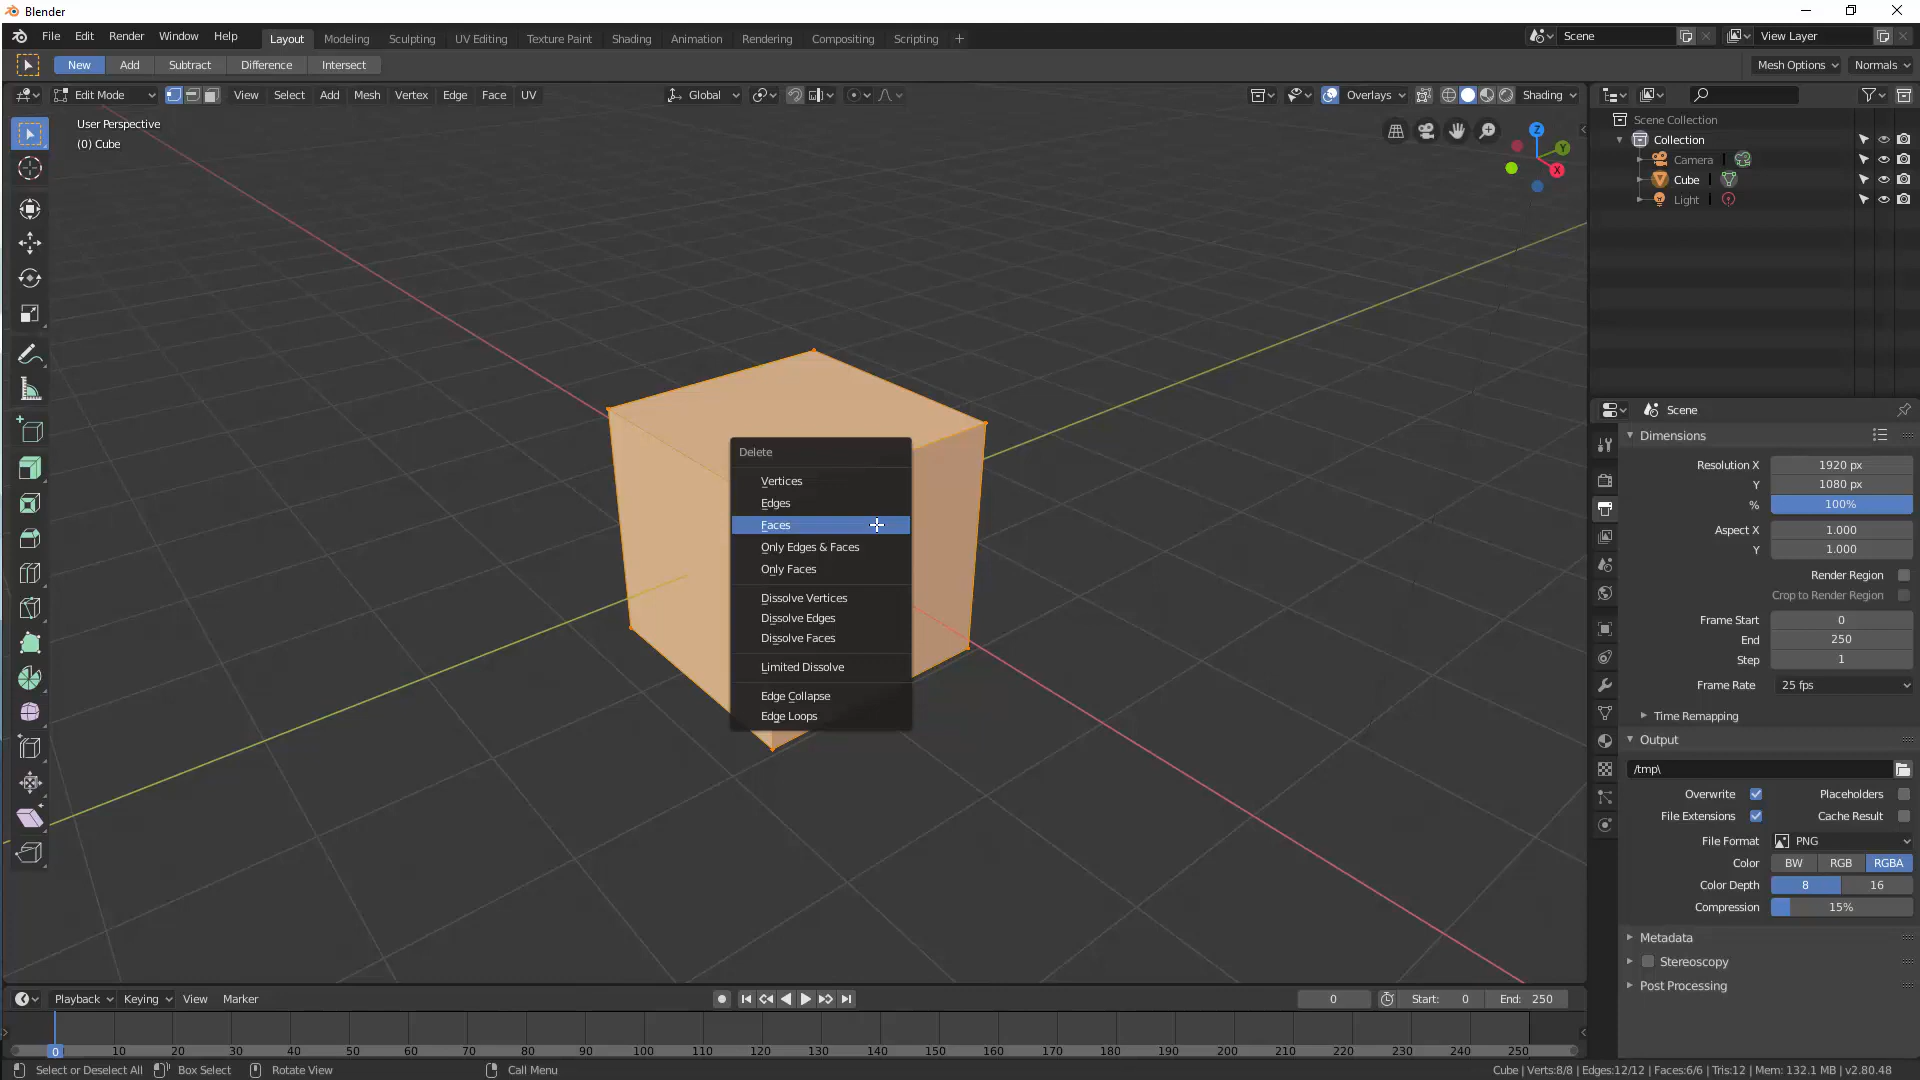 Blender
File Edit Render Window Help Layout Modeling Sculpting UV Editing Texture Paint Shading Animation Rendering Compositing Scripting + Scene View Layer
New Add Subtract Difference Intersect Mesh Options Normals
Edit Mode View Select Add Mesh Vertex Edge Face UV Global Overlays Shading
User Perspective
(0) Cube
Z
Y
X
Scene Collection
Collection
Camera
Cube
Light
Delete
Vertices
Edges
Faces
Only Edges & Faces
Only Faces
Dissolve Vertices
Dissolve Edges
Dissolve Faces
Limited Dissolve
Edge Collapse
Edge Loops
Scene
Dimensions
Resolution X 1920 px
Y 1080 px
% 100%
Aspect X 1.000
Y 1.000
Render Region
Crop to Render Region
Frame Start 0
End 250
Step 1
Frame Rate 25 fps
Time Remapping
Output
/tmp\
Overwrite Placeholders
File Extensions Cache Result
File Format PNG
Color BW RGB RGBA
Color Depth 8 16
Compression 15%
Metadata
Stereoscopy
Post Processing
Playback Keying View Marker 0 Start: 0 End: 250
0 10 20 30 40 50 60 70 80 90 100 110 120 130 140 150 160 170 180 190 200 210 220 230 240 250
Select or Deselect All Box Select Rotate View Call Menu Cube | Verts:8/8 | Edges:12/12 | Faces:6/6 | Tris:12 | Mem: 132.1 MB | v2.80.48